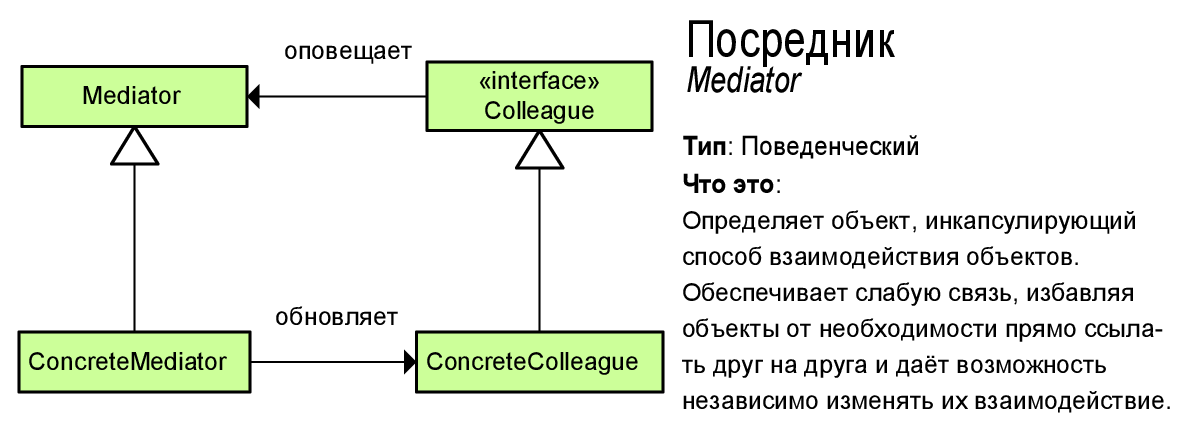 оповещает
Mediator
«interface»
Colleague
обновляет
ConcreteMediator
ConcreteColleague
Посредник
Mediator
Тип: Поведенческий
Что это:
Определяет объект, инкапсулирующий
способ взаимодействия объектов.
Обеспечивает слабую связь, избавляя
объекты от необходимости прямо ссыла-
ть друг на друга и даёт возможность
независимо изменять их взаимодействие.